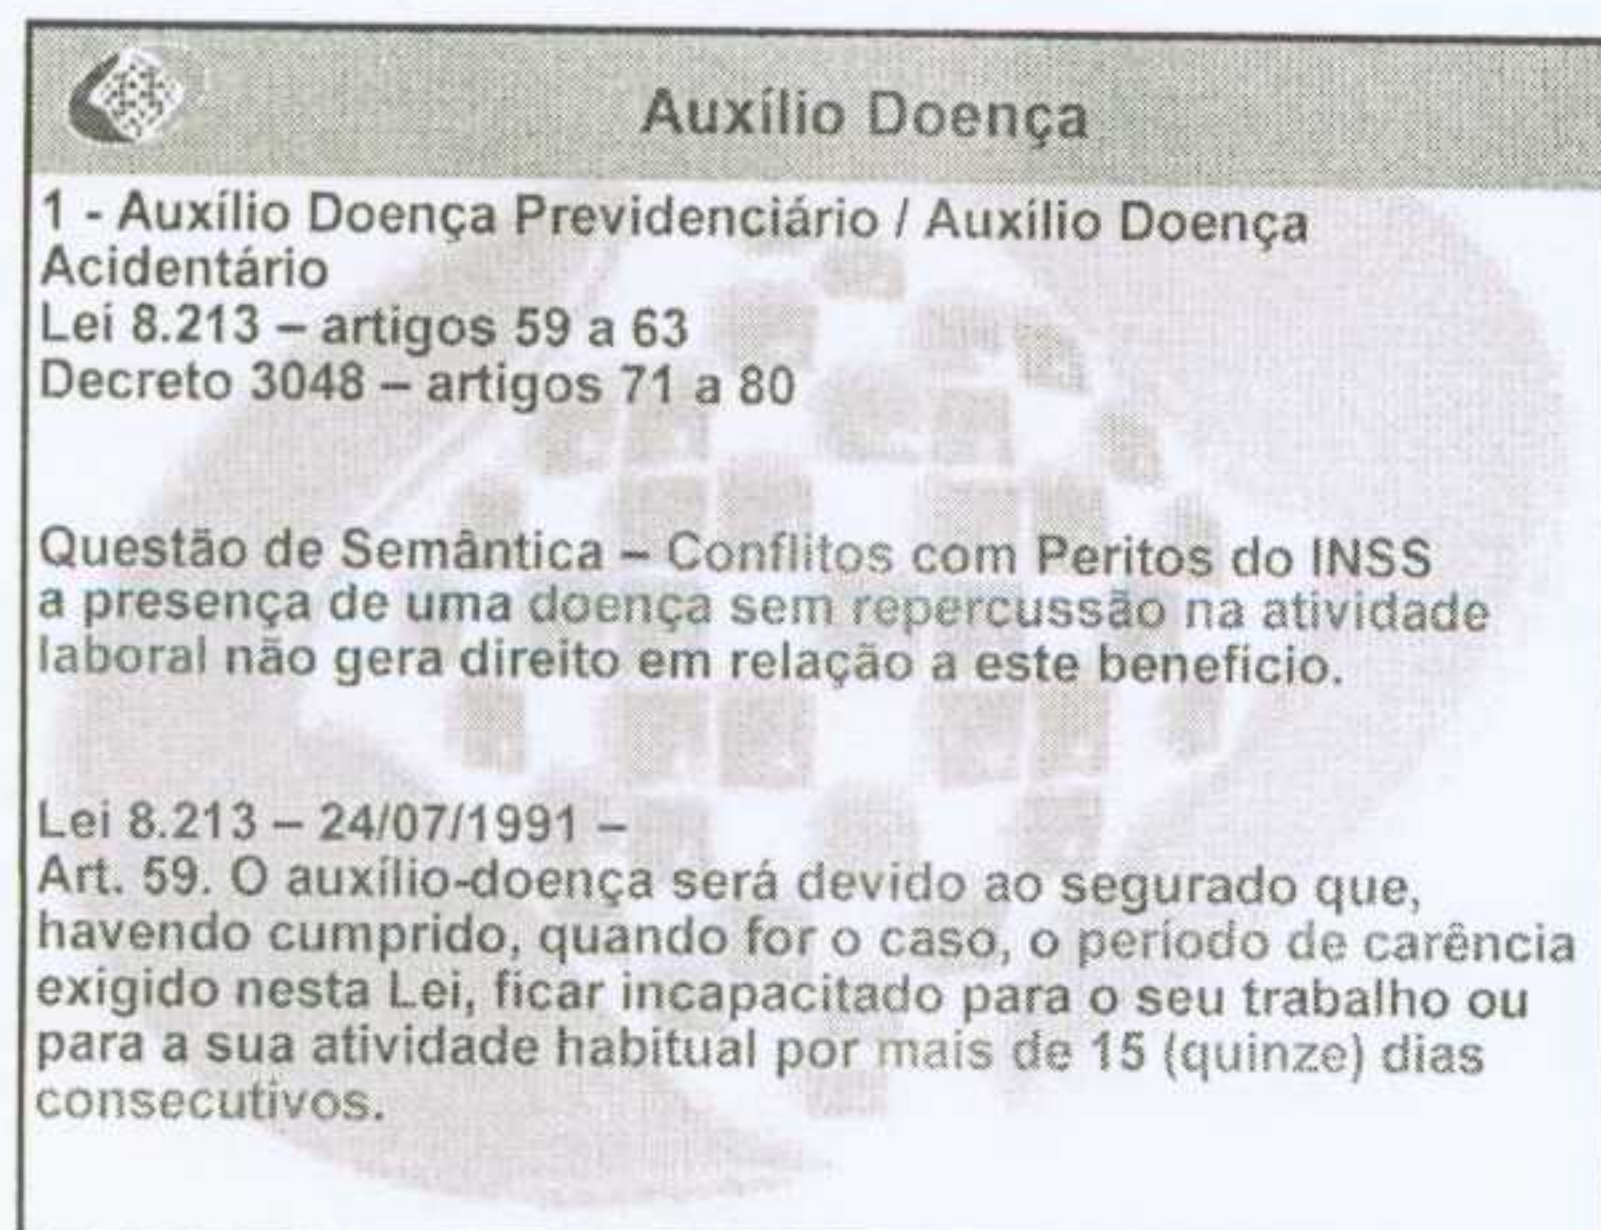 Auxílio Doença
1 - Auxílio Doença Previdenciário / Auxílio Doença
Acidentário
Lei 8.213 – artigos 59 a 63
Decreto 3048 – artigos 71 a 80
Questão de Semântica – Conflitos com Peritos do INSS
a presença de uma doença sem repercussão na atividade
laboral não gera direito em relação a este benefício.
Lei 8.213 – 24/07/1991 –
Art. 59. O auxílio-doença será devido ao segurado que,
havendo cumprido, quando for o caso, o período de carência
exigido nesta Lei, ficar incapacitado para o seu trabalho ou
para a sua atividade habitual por mais de 15 (quinze) dias
consecutivos.